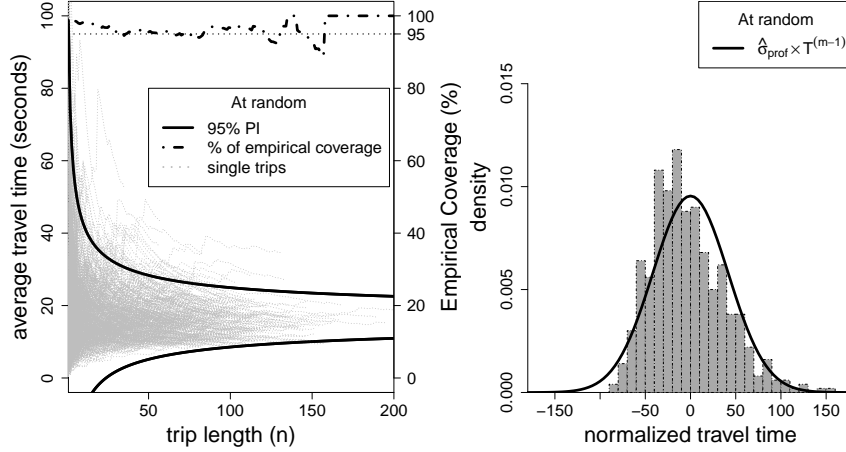 At random
95% PI
% of empirical coverage
single trips
0
20
40
60
80
100
average travel time (seconds)
50
100
150
200
trip length (n)
0
20
40
60
80
95
100
Empirical Coverage (%)
At random
σ̂prof × T(m−1)
0.000
0.005
0.010
0.015
density
−150
−50
0
50
100
150
normalized travel time